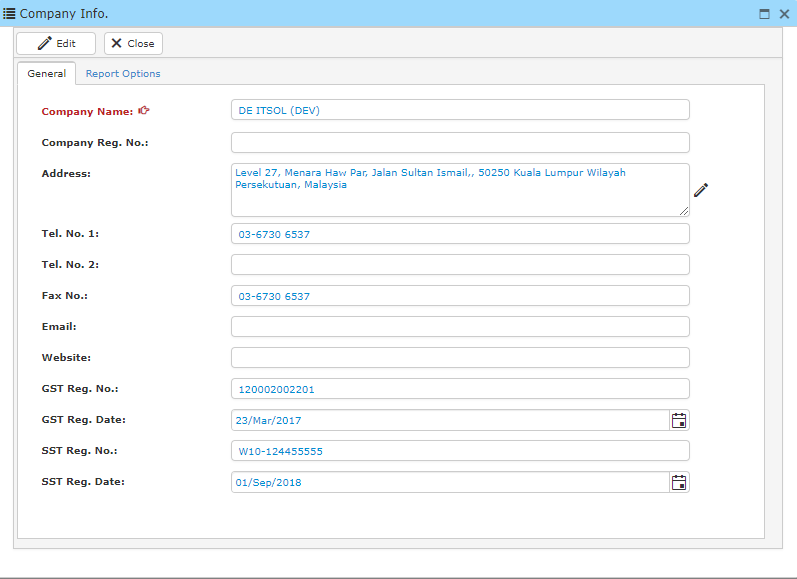 Company Info.
Edit
Close
General
Report Options
Company Name:
DE ITSOL (DEV)
Company Reg. No.:
Address:
Level 27, Menara Haw Par, Jalan Sultan Ismail,, 50250 Kuala Lumpur Wilayah
Persekutuan, Malaysia
Tel. No. 1:
03-6730 6537
Tel. No. 2:
Fax No.:
03-6730 6537
Email:
Website:
GST Reg. No.:
120002002201
GST Reg. Date:
23/Mar/2017
SST Reg. No.:
W10-124455555
SST Reg. Date:
01/Sep/2018